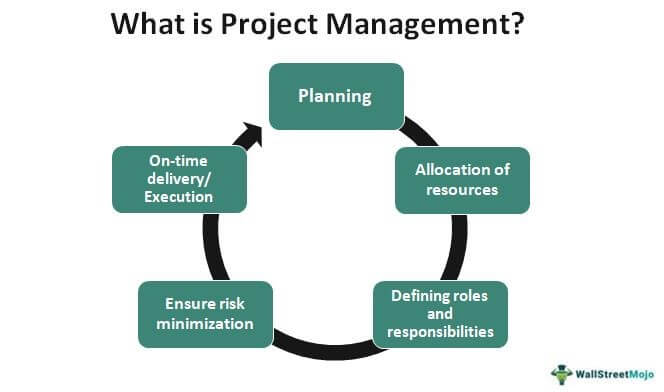 What is Project Management?
Planning
Allocation of
resources
Defining roles
and
responsibilities
Ensure risk
minimization
On-time
delivery/
Execution
WallStreetMojo